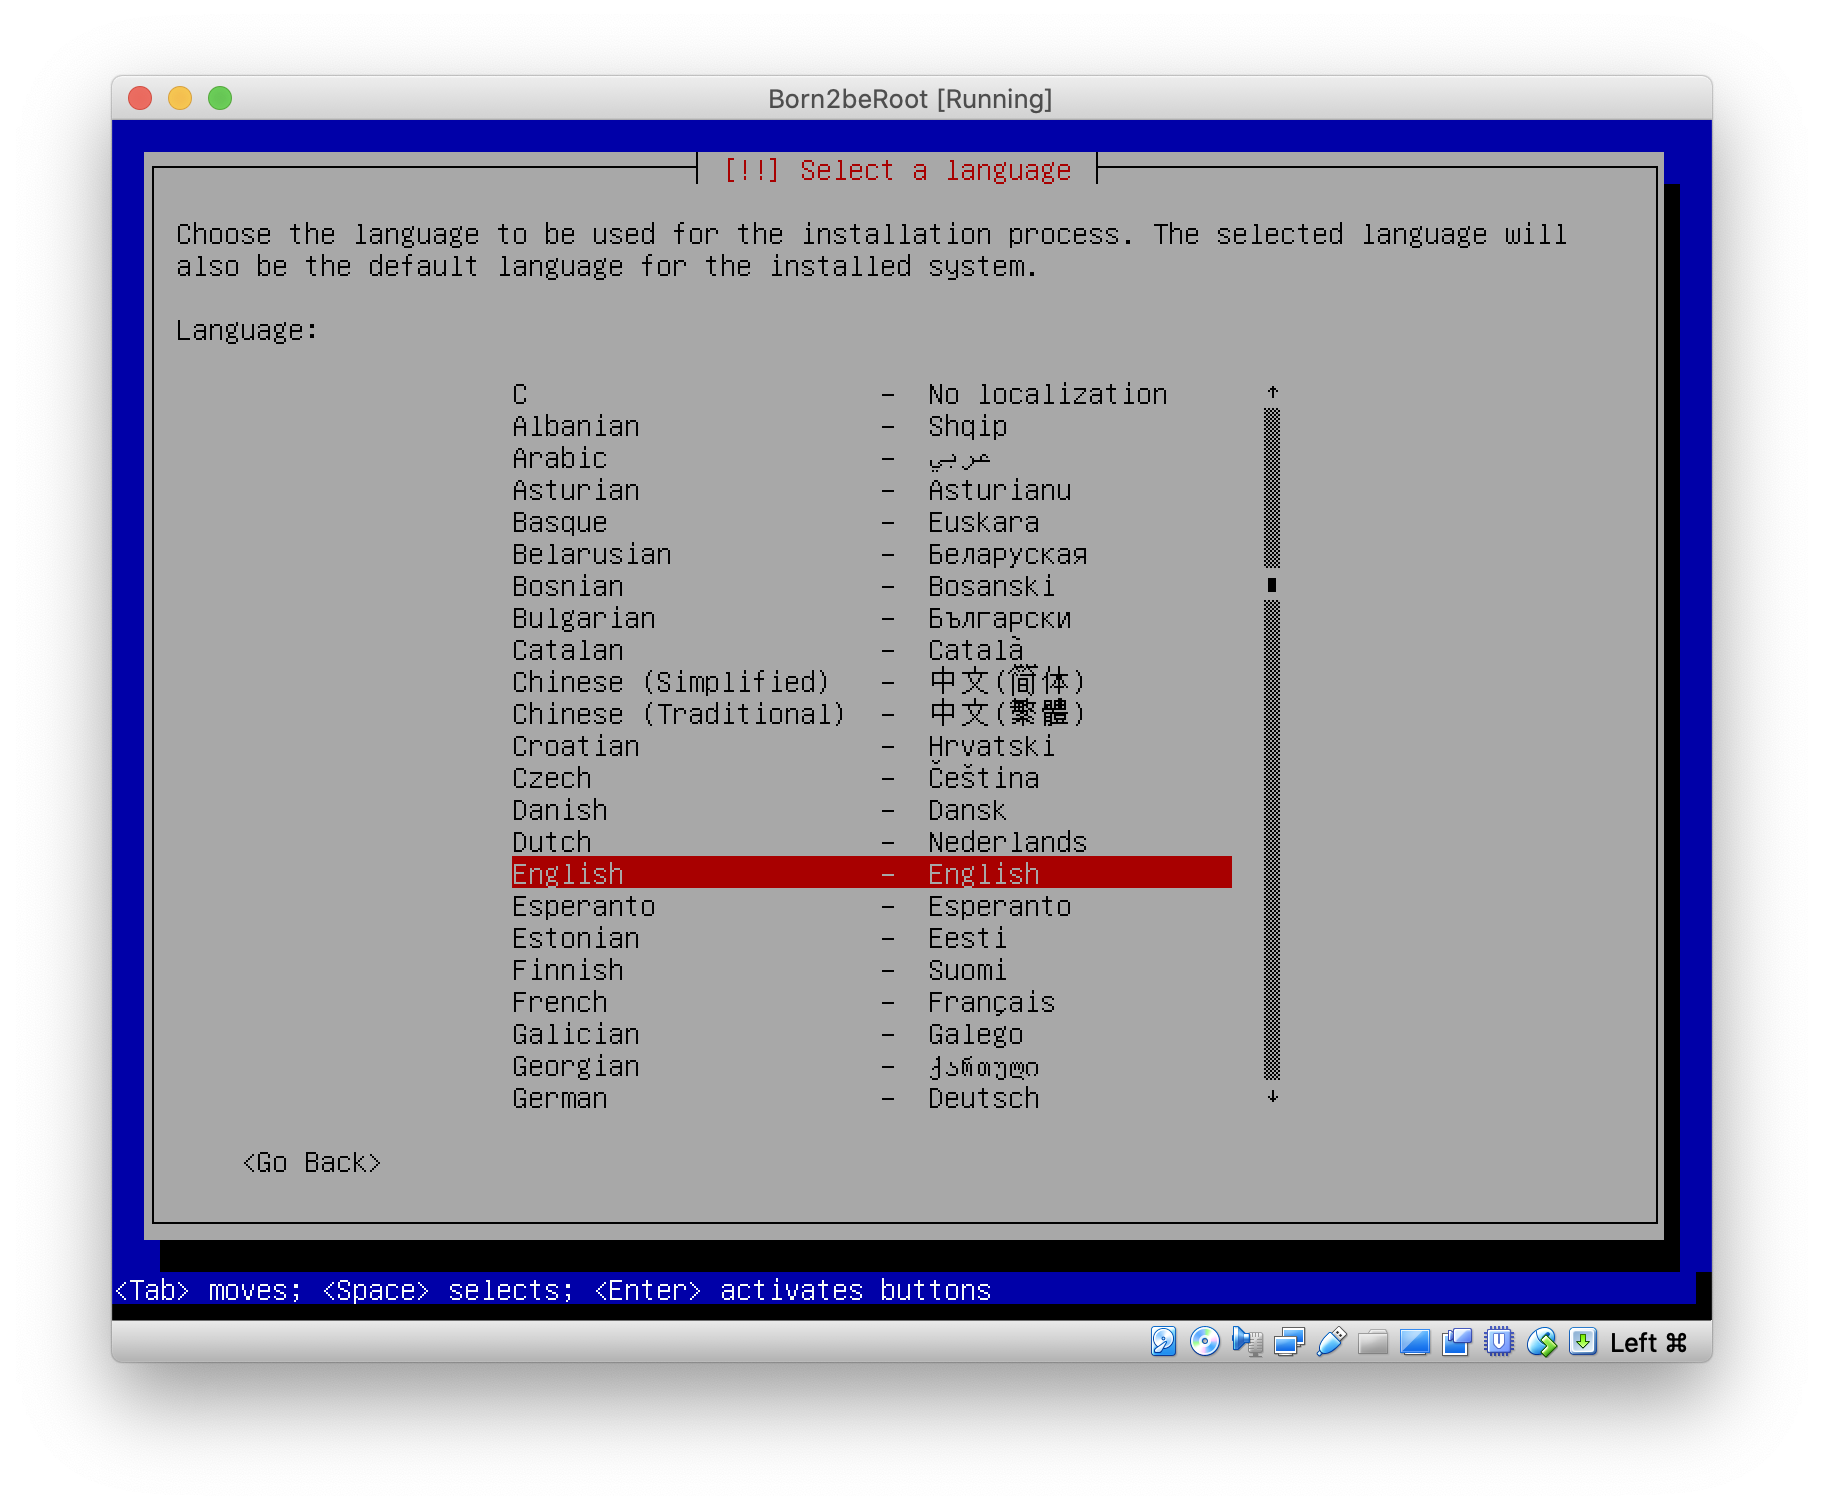 Born2beRoot [Running]
[!!] Select a language
Choose the language to be used for the installation process. The selected language will
also be the default language for the installed system.
Language:
C - No localization
Albanian - Shqip
Arabic - عربي
Asturian - Asturianu
Basque - Euskara
Belarusian - Беларуская
Bosnian - Bosanski
Bulgarian - Български
Catalan - Català
Chinese (Simplified) - 中文(简体)
Chinese (Traditional) - 中文(繁體)
Croatian - Hrvatski
Czech - Čeština
Danish - Dansk
Dutch - Nederlands
English - English
Esperanto - Esperanto
Estonian - Eesti
Finnish - Suomi
French - Français
Galician - Galego
Georgian - ქართული
German - Deutsch
<Go Back>
<Tab> moves; <Space> selects; <Enter> activates buttons
Left ⌘